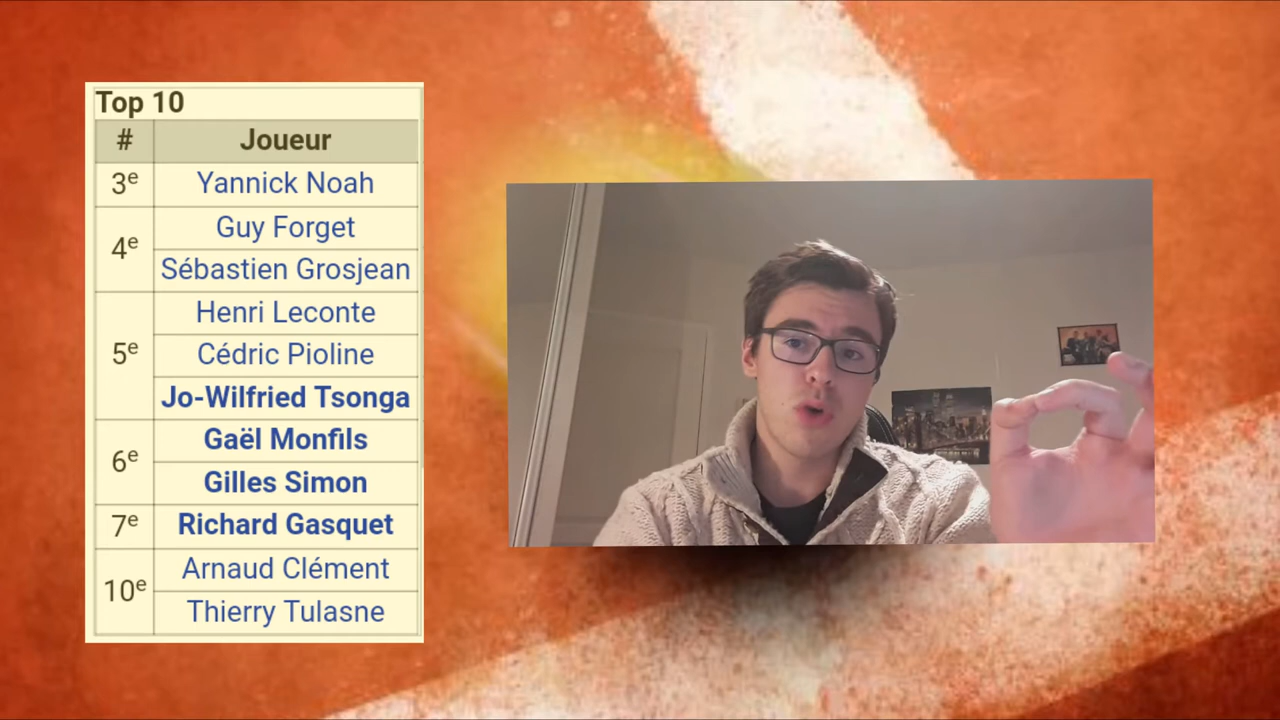 Top 10
# Joueur
3e Yannick Noah
4e Guy Forget
Sébastien Grosjean
5e Henri Leconte
Cédric Pioline
Jo-Wilfried Tsonga
6e Gaël Monfils
Gilles Simon
7e Richard Gasquet
10e Arnaud Clément
Thierry Tulasne